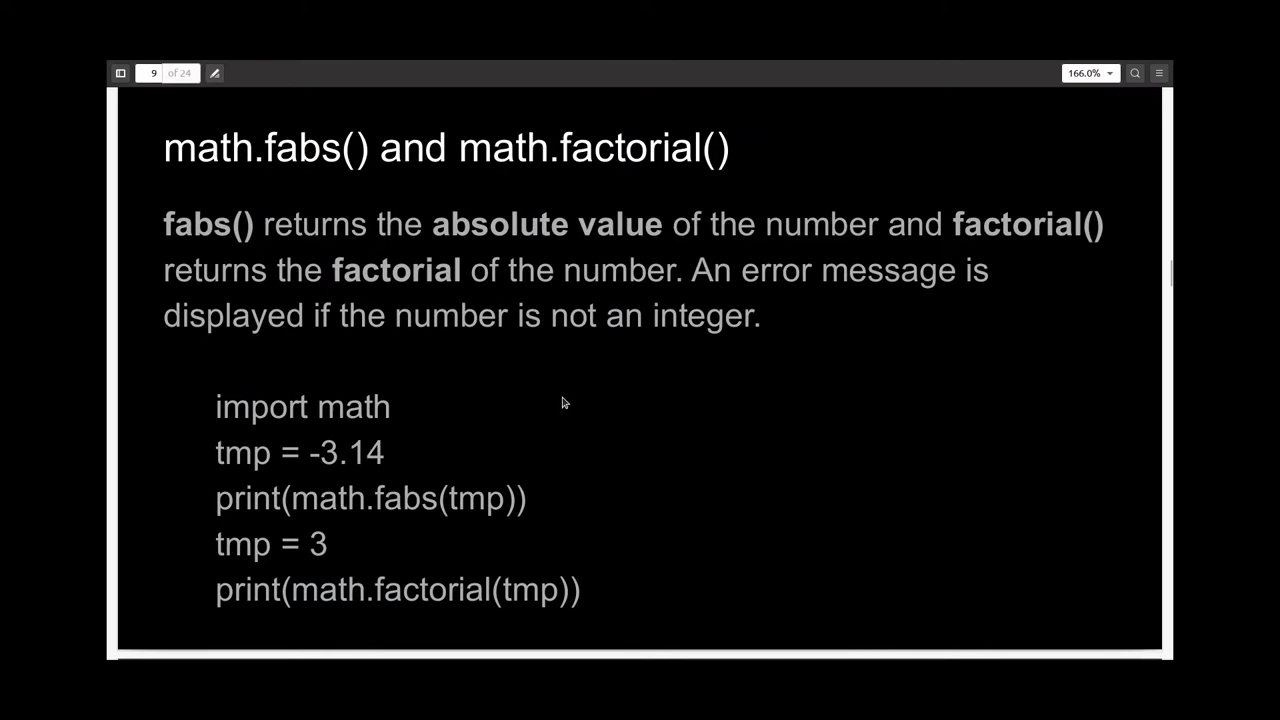 9 of 24
166.0%
math.fabs() and math.factorial()
fabs() returns the absolute value of the number and factorial()
returns the factorial of the number. An error message is
displayed if the number is not an integer.
import math
tmp = -3.14
print(math.fabs(tmp))
tmp = 3
print(math.factorial(tmp))